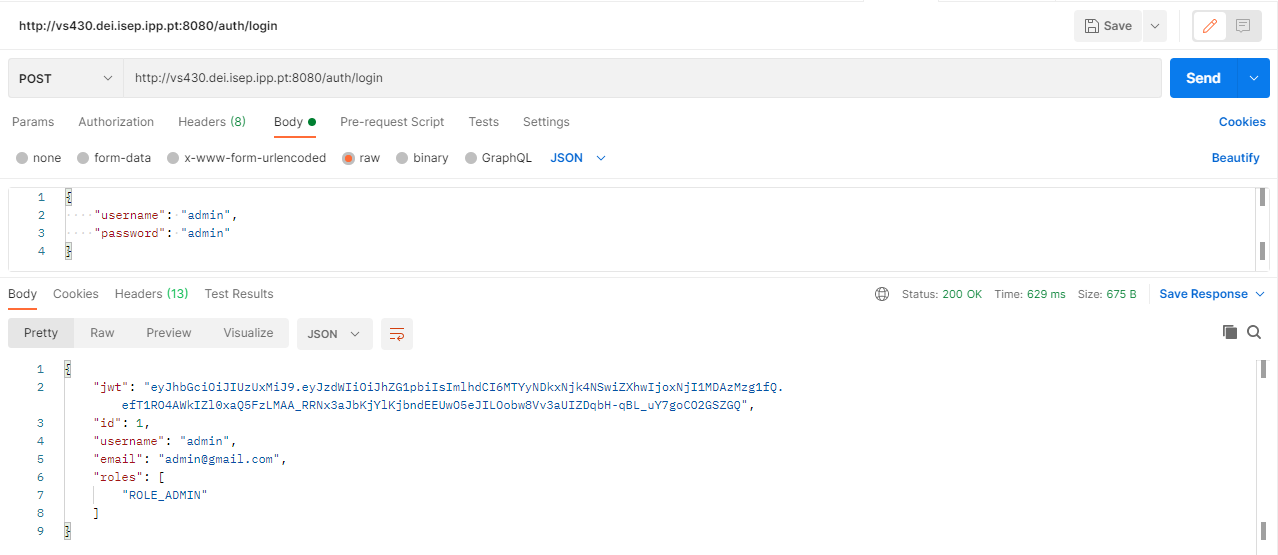 http://vs430.dei.isep.ipp.pt:8080/auth/login
Save
POST http://vs430.dei.isep.ipp.pt:8080/auth/login Send
Params Authorization Headers (8) Body Pre-request Script Tests Settings Cookies
none form-data x-www-form-urlencoded raw binary GraphQL JSON Beautify
1 {
2 "username": "admin",
3 "password": "admin"
4 }
Body Cookies Headers (13) Test Results Status: 200 OK Time: 629 ms Size: 675 B Save Response
Pretty Raw Preview Visualize JSON
1 {
2 "jwt": "eyJhbGciOiJIUzUxMiJ9.eyJzdWIiOiJhZG1pbiIsImlhdCI6MTYyNDkxNjk4NSwiZXhwIjoxNjI1MDAzMzg1fQ.
efT1RO4AWkIZl0xaQ5FzLMAA_RRNx3aJbKjYlKjbndEEUwO5eJILOobw8Vv3aUIZDqbH-qBL_uY7goCO2GSZGQ",
3 "id": 1,
4 "username": "admin",
5 "email": "admin@gmail.com",
6 "roles": [
7 "ROLE_ADMIN"
8 ]
9 }